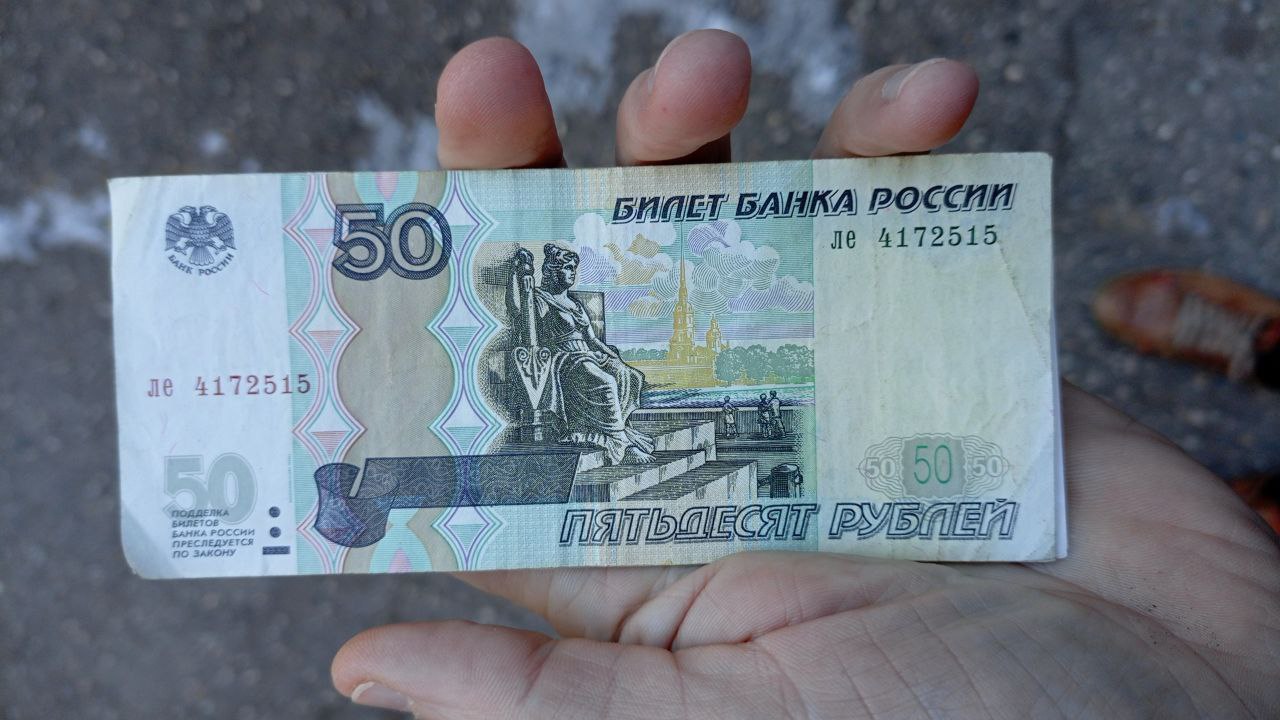 БИЛЕТ БАНКА РОССИИ
50
ле 4172515
БАНК РОССИИ
ле 4172515
50 50 50
50
ПОДДЕЛКА
БИЛЕТОВ
БАНКА РОССИИ
ПРЕСЛЕДУЕТСЯ
ПО ЗАКОНУ
ПЯТЬДЕСЯТ РУБЛЕЙ